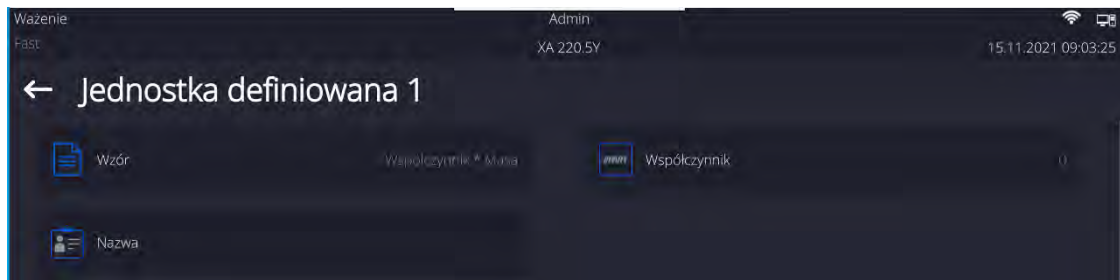 Ważenie Admin
Fast XA 220.5Y 15.11.2021 09:03:25
← Jednostka definiowana 1
Wzór Współczynnik * Masa Współczynnik 0
Nazwa